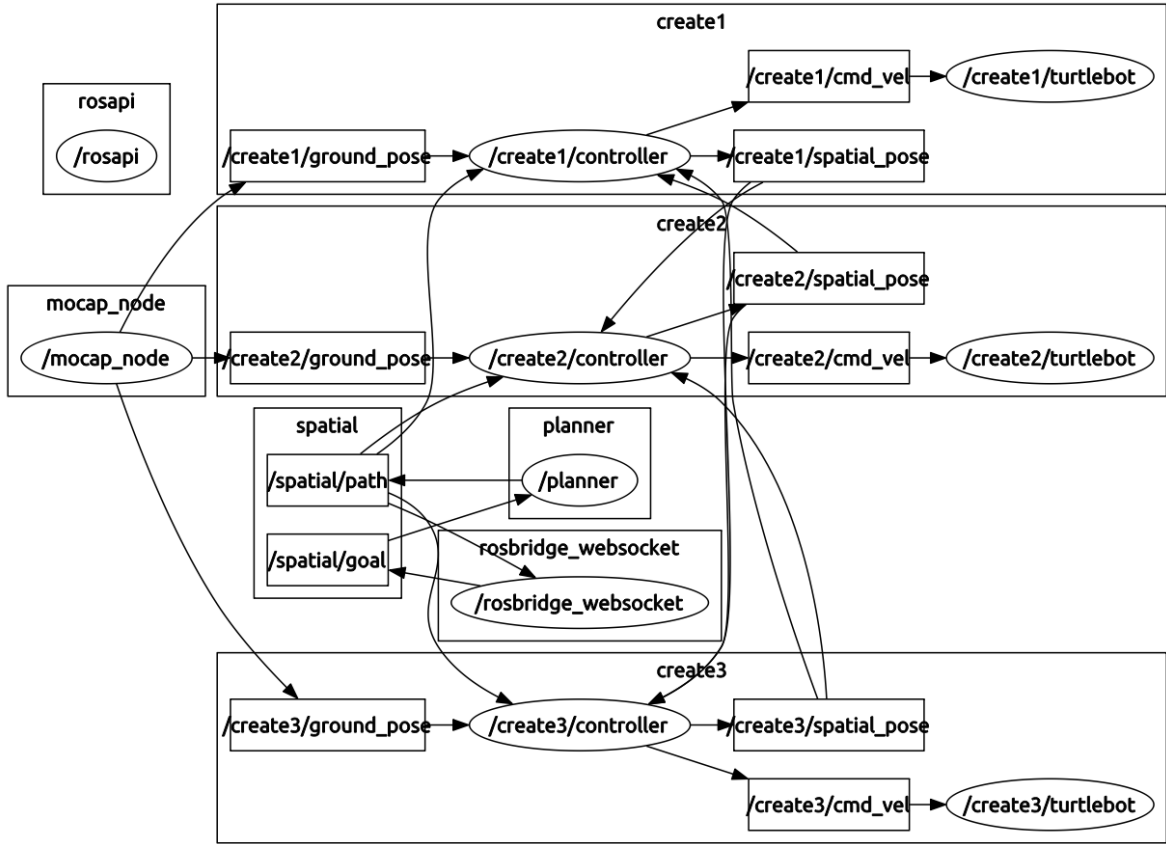 create1
/create1/cmd_vel
/create1/turtlebot
rosapi
/rosapi
/create1/ground_pose
/create1/controller
/create1/spatial_pose
create2
/create2/spatial_pose
mocap_node
/mocap_node
/create2/ground_pose
/create2/controller
/create2/cmd_vel
/create2/turtlebot
spatial
planner
/spatial/path
/planner
/spatial/goal
rosbridge_websocket
/rosbridge_websocket
create3
/create3/ground_pose
/create3/controller
/create3/spatial_pose
/create3/cmd_vel
/create3/turtlebot